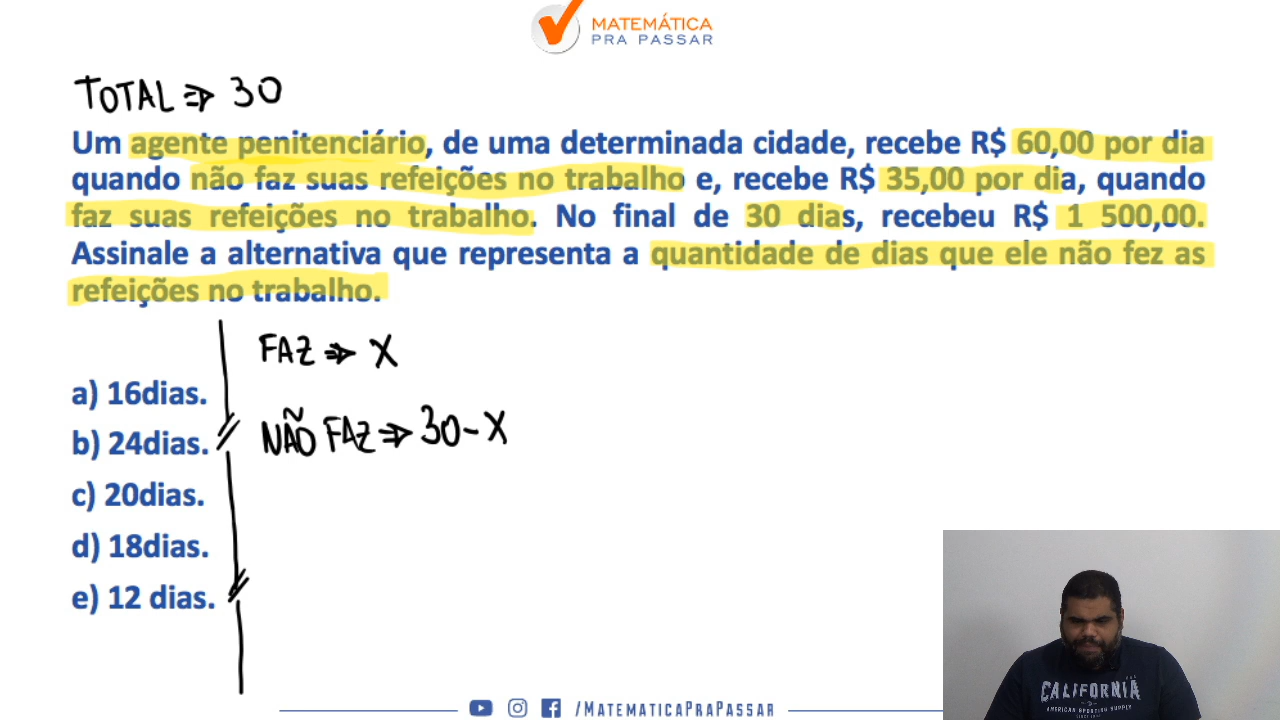 MATEMÁTICA
PRA PASSAR
TOTAL ⇒ 30
Um agente penitenciário, de uma determinada cidade, recebe R$ 60,00 por dia
quando não faz suas refeições no trabalho e, recebe R$ 35,00 por dia, quando
faz suas refeições no trabalho. No final de 30 dias, recebeu R$ 1 500,00.
Assinale a alternativa que representa a quantidade de dias que ele não fez as
refeições no trabalho.
FAZ ⇒ X
a) 16dias.
NÃO FAZ ⇒ 30-X
b) 24dias.
c) 20dias.
d) 18dias.
e) 12 dias.
CALIFORNIA
AMERICAN SPORTING SUPPLY
/MATEMATICAPRAPASSAR